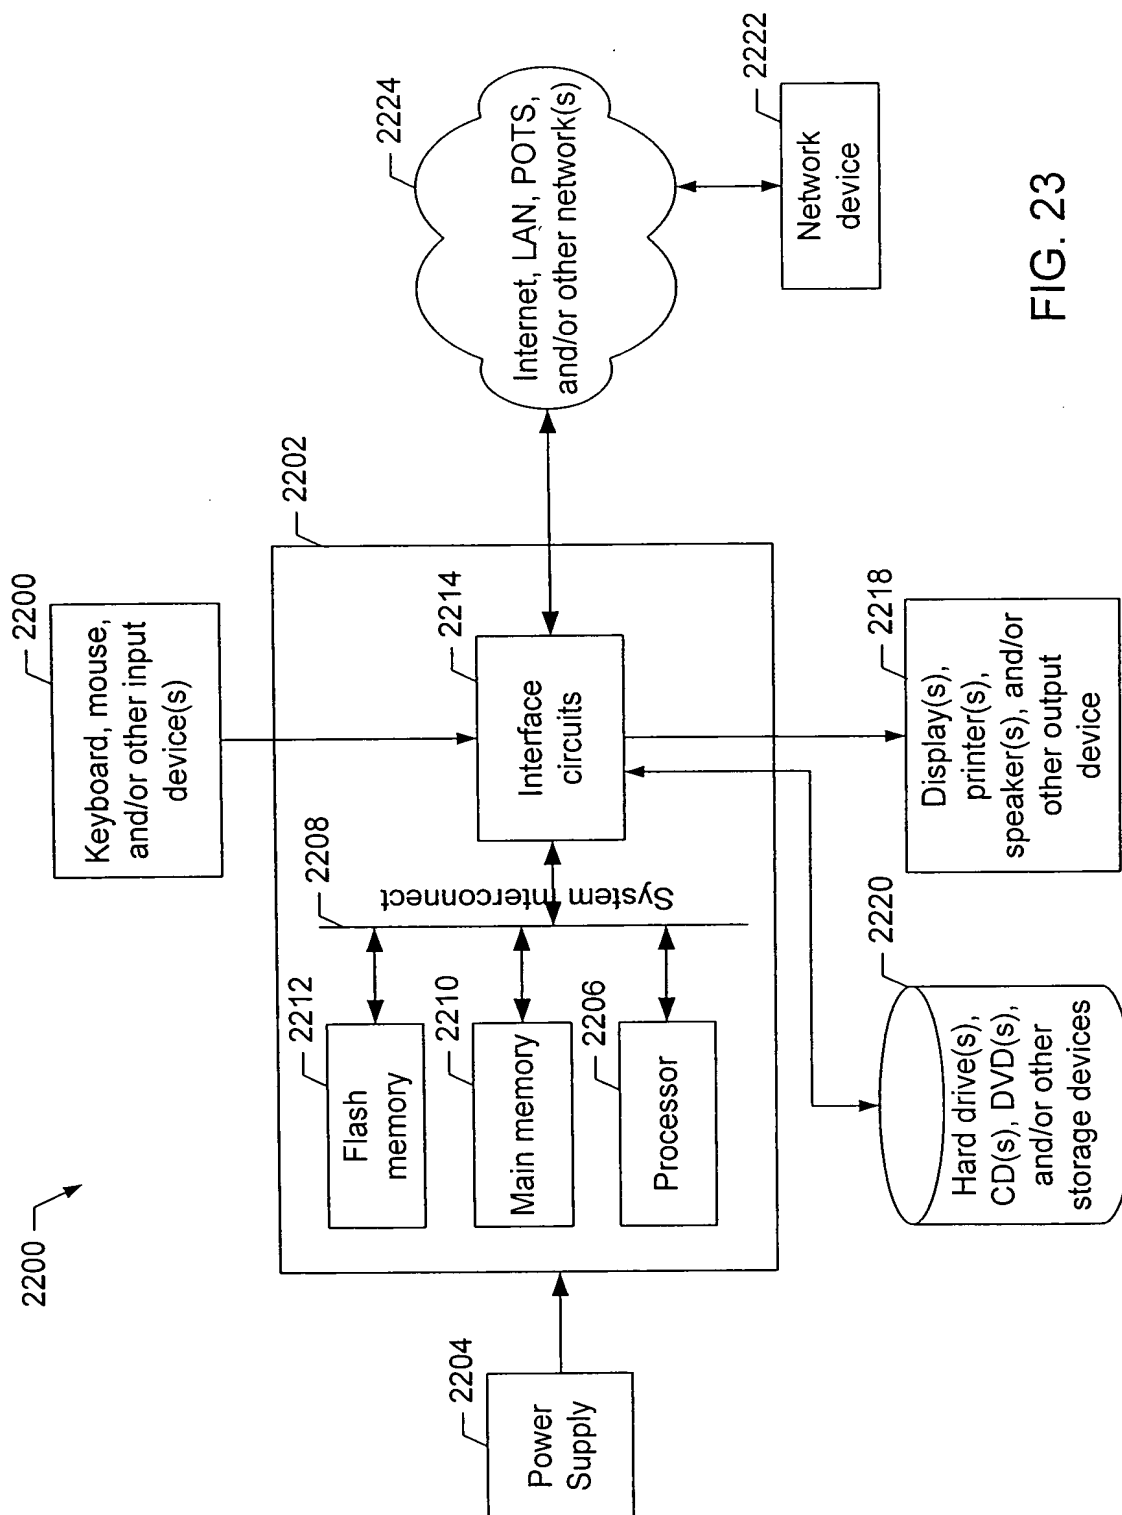 2200
2200
Keyboard, mouse,
and/or other input
device(s)
2202
2204
Power
Supply
2212
Flash
memory
2210
Main memory
2206
Processor
2208
System Interconnect
2214
Interface
circuits
2224
Internet, LAN, POTS,
and/or other network(s)
2222
Network
device
2220
Hard drive(s),
CD(s), DVD(s),
and/or other
storage devices
2218
Display(s),
printer(s),
speaker(s), and/or
other output
device
FIG. 23